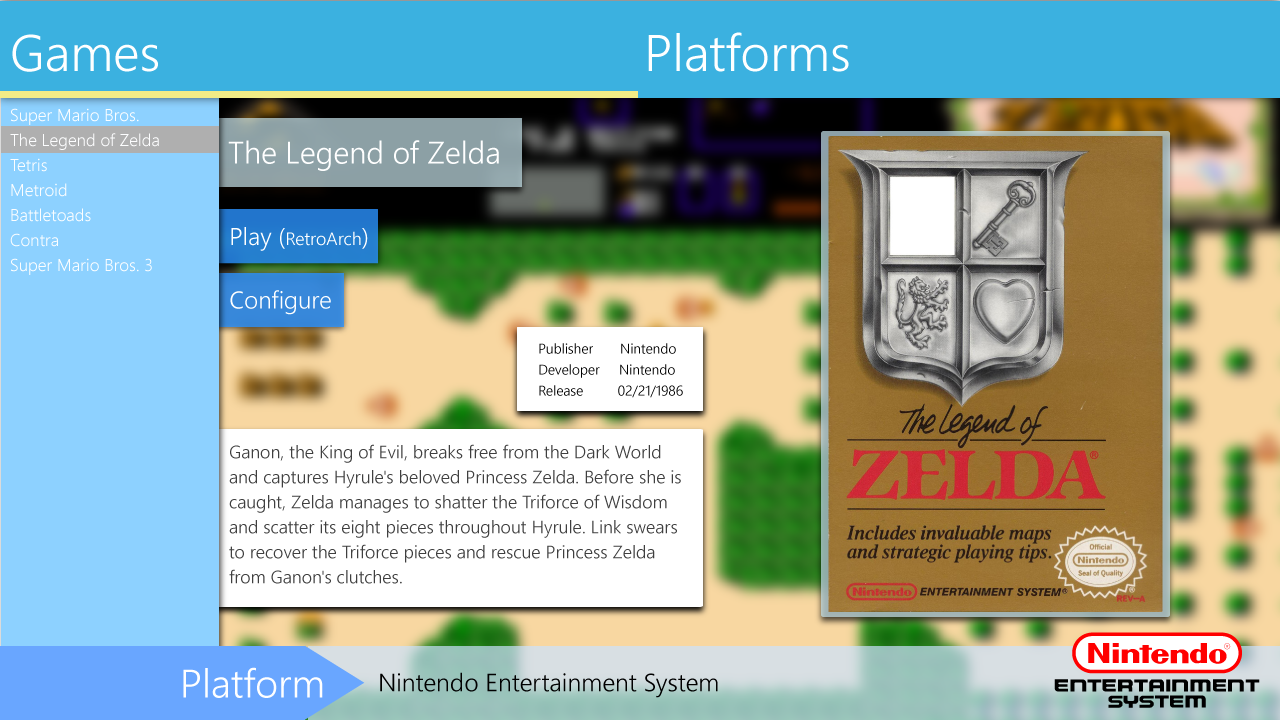 Games
Platforms
Super Mario Bros.
The Legend of Zelda
Tetris
Metroid
Battletoads
Contra
Super Mario Bros. 3
The Legend of Zelda
Play (RetroArch)
Configure
Publisher Nintendo
Developer Nintendo
Release 02/21/1986
Ganon, the King of Evil, breaks free from the Dark World
and captures Hyrule's beloved Princess Zelda. Before she is
caught, Zelda manages to shatter the Triforce of Wisdom
and scatter its eight pieces throughout Hyrule. Link swears
to recover the Triforce pieces and rescue Princess Zelda
from Ganon's clutches.
The Legend of
ZELDA®
Includes invaluable maps
and strategic playing tips.
Official
Nintendo
Seal of Quality
Nintendo ENTERTAINMENT SYSTEM®
REV-A
Platform
Nintendo Entertainment System
Nintendo®
ENTERTAINMENT
SYSTEM